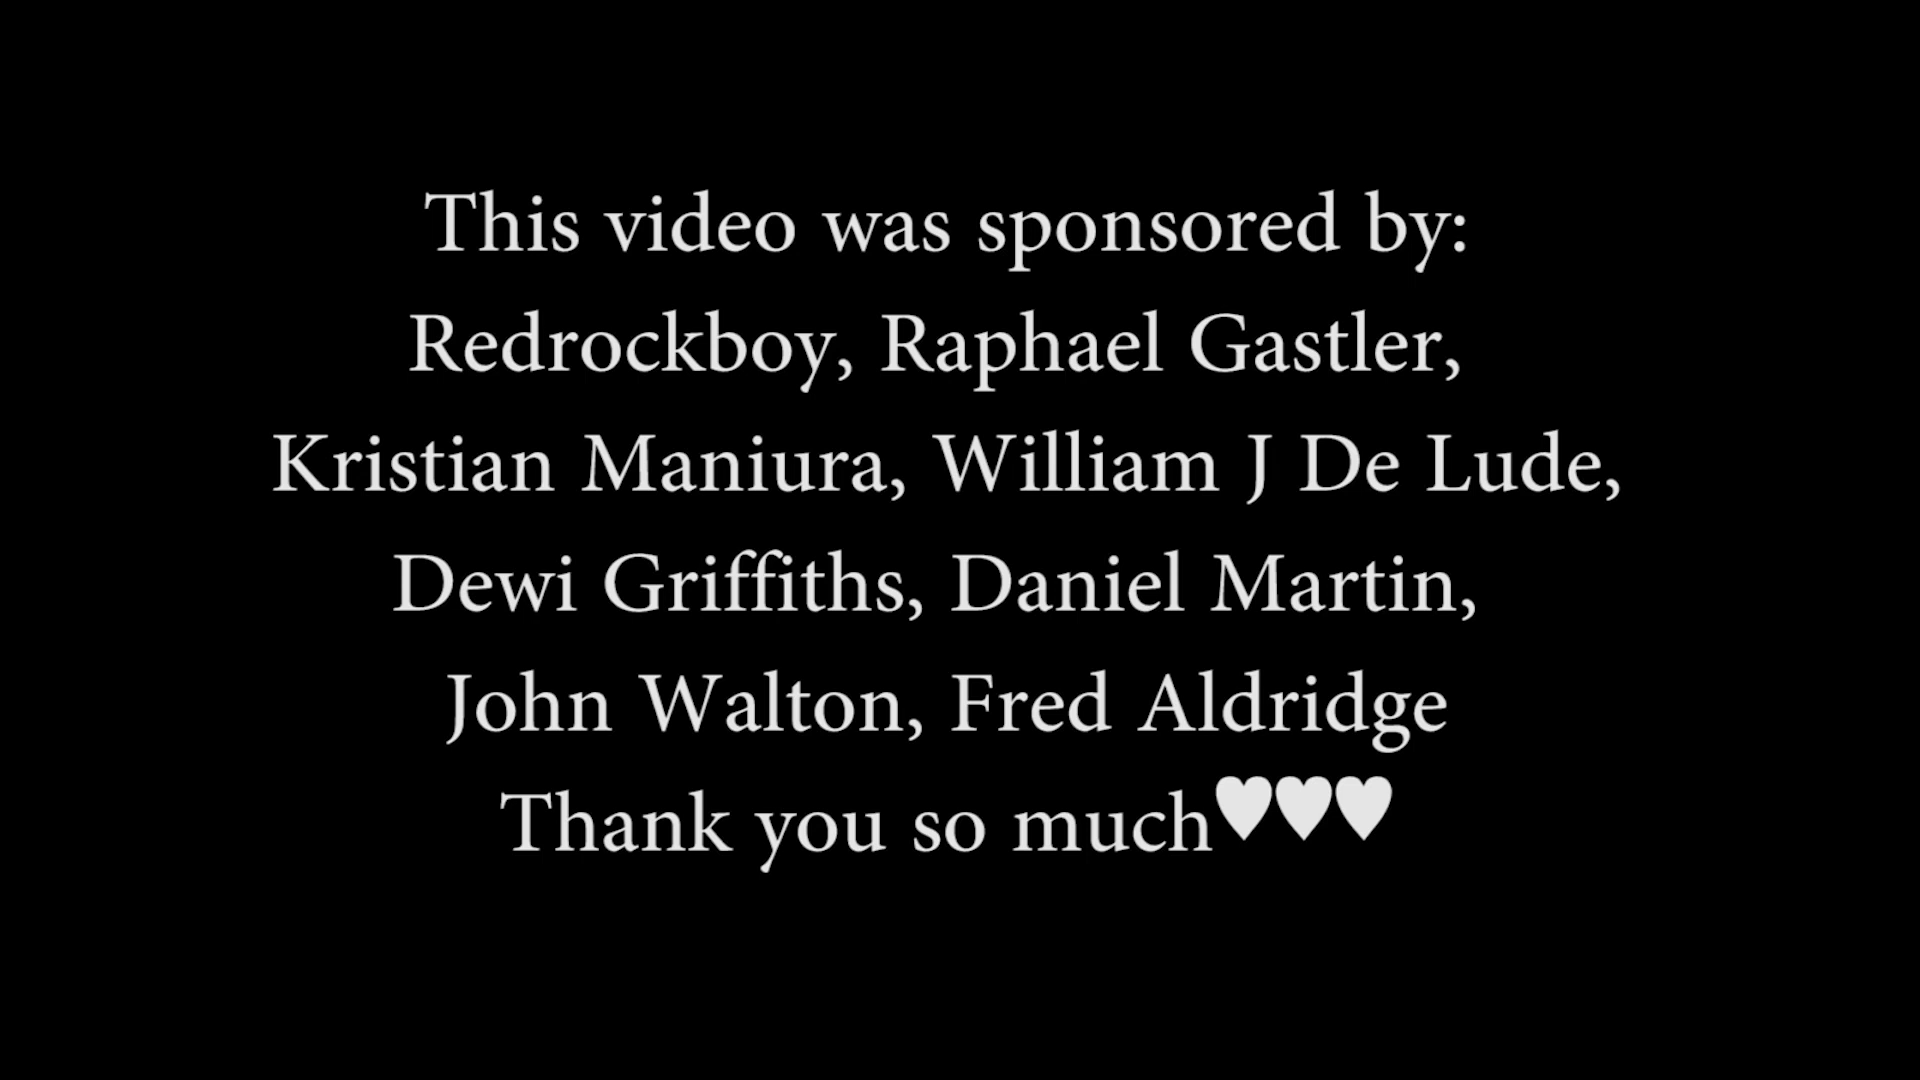 This video was sponsored by:
Redrockboy, Raphael Gastler,
Kristian Maniura, William J De Lude,
Dewi Griffiths, Daniel Martin,
John Walton, Fred Aldridge
Thank you so much♥♥♥